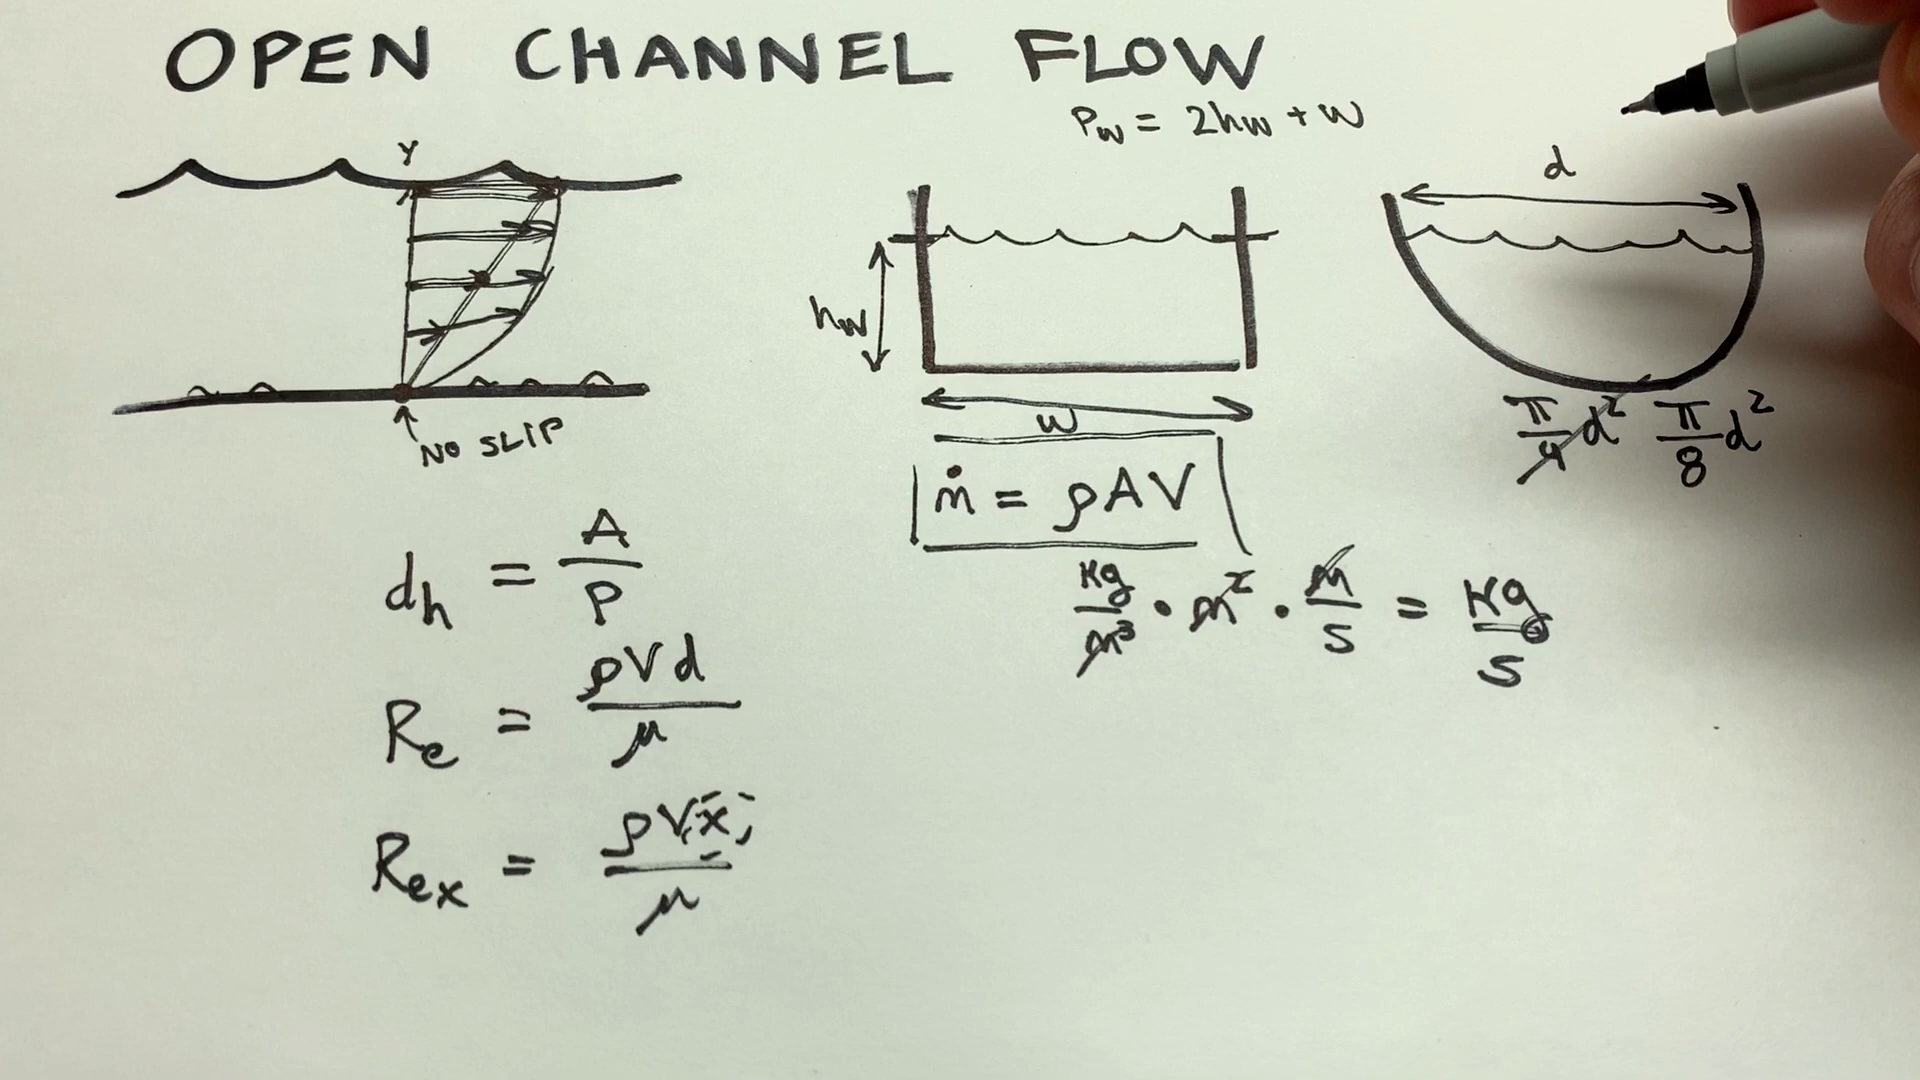 OPEN CHANNEL FLOW
Pw = 2hw + w
Y
d
hw
w
NO SLIP
π/4 d² π/8 d²
ṁ = ρAV
dh = A/P
kg/m³ · m² · m/s = kg/s
Re = ρVd/μ
Rex = ρVx/μ